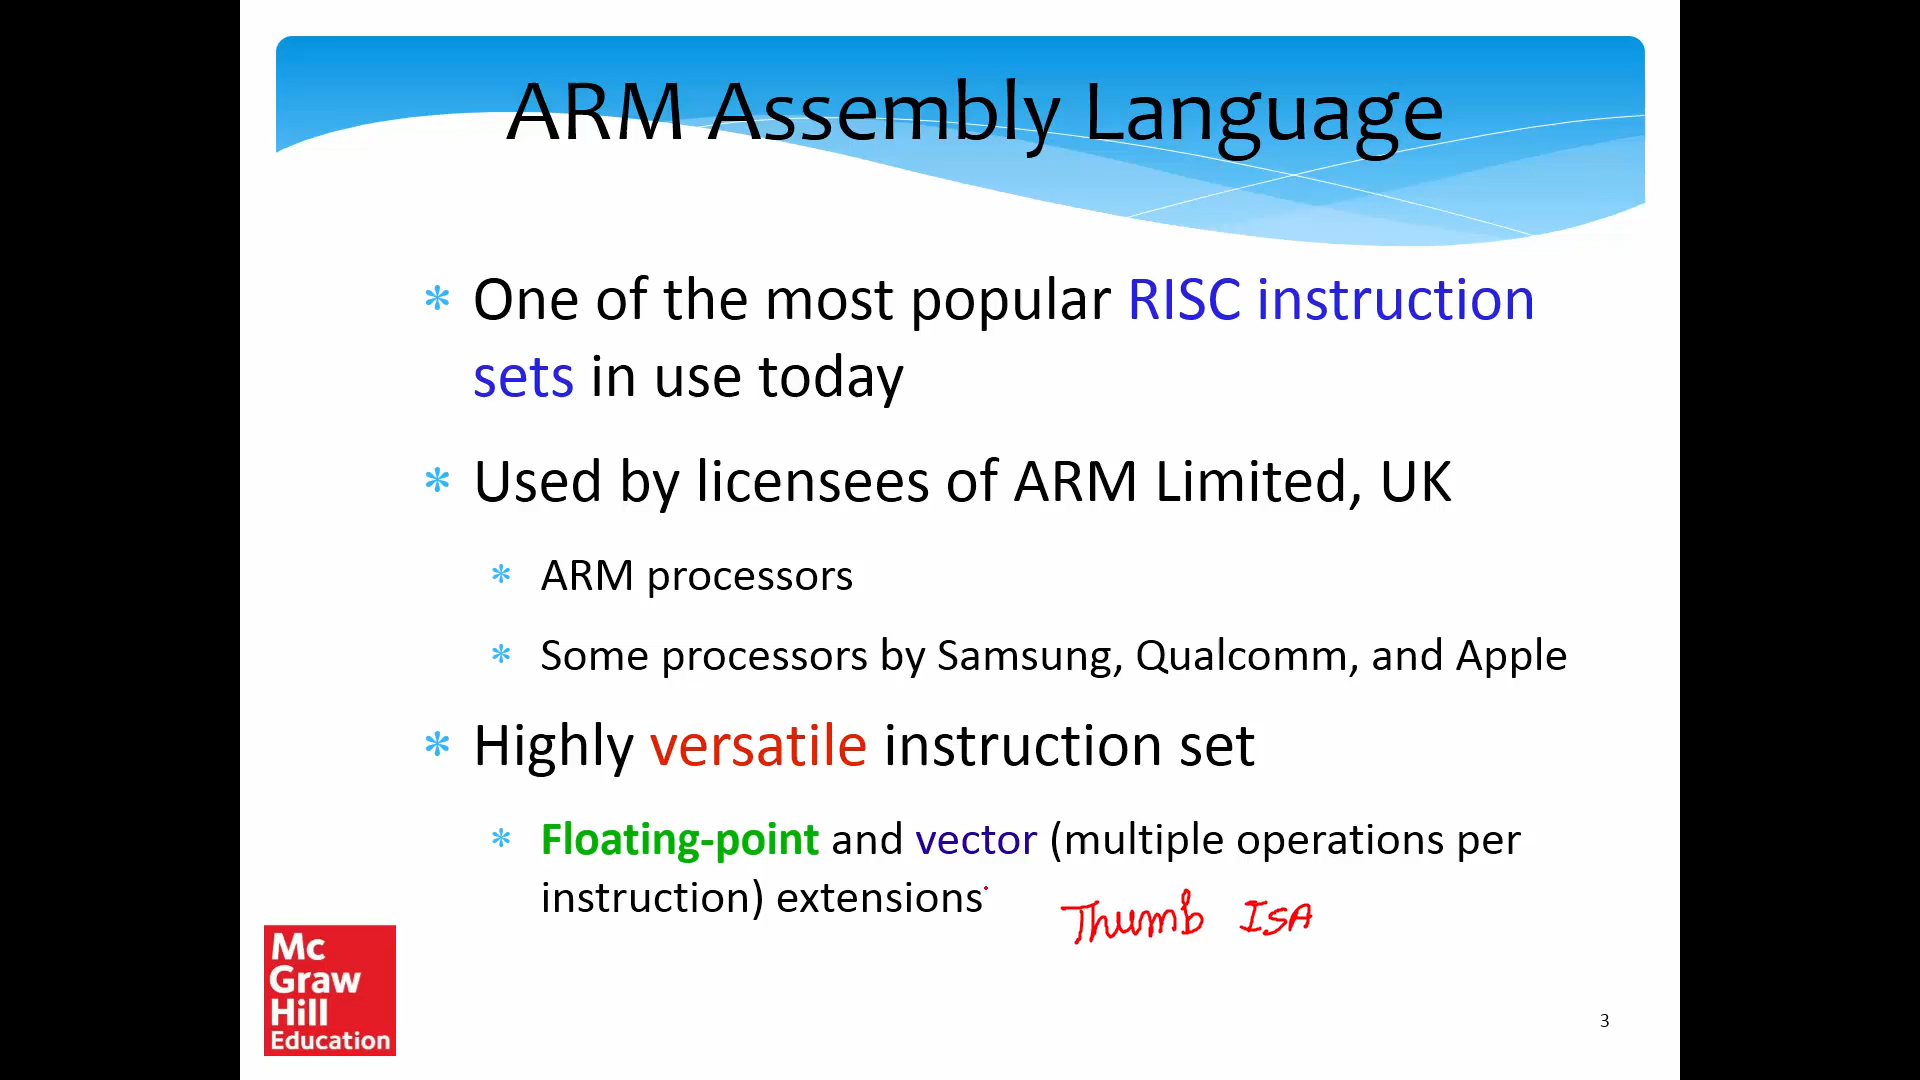 ARM Assembly Language
* One of the most popular RISC instruction
sets in use today
* Used by licensees of ARM Limited, UK
* ARM processors
* Some processors by Samsung, Qualcomm, and Apple
* Highly versatile instruction set
* Floating-point and vector (multiple operations per
instruction) extensions
Thumb ISA
Mc
Graw
Hill
Education
3